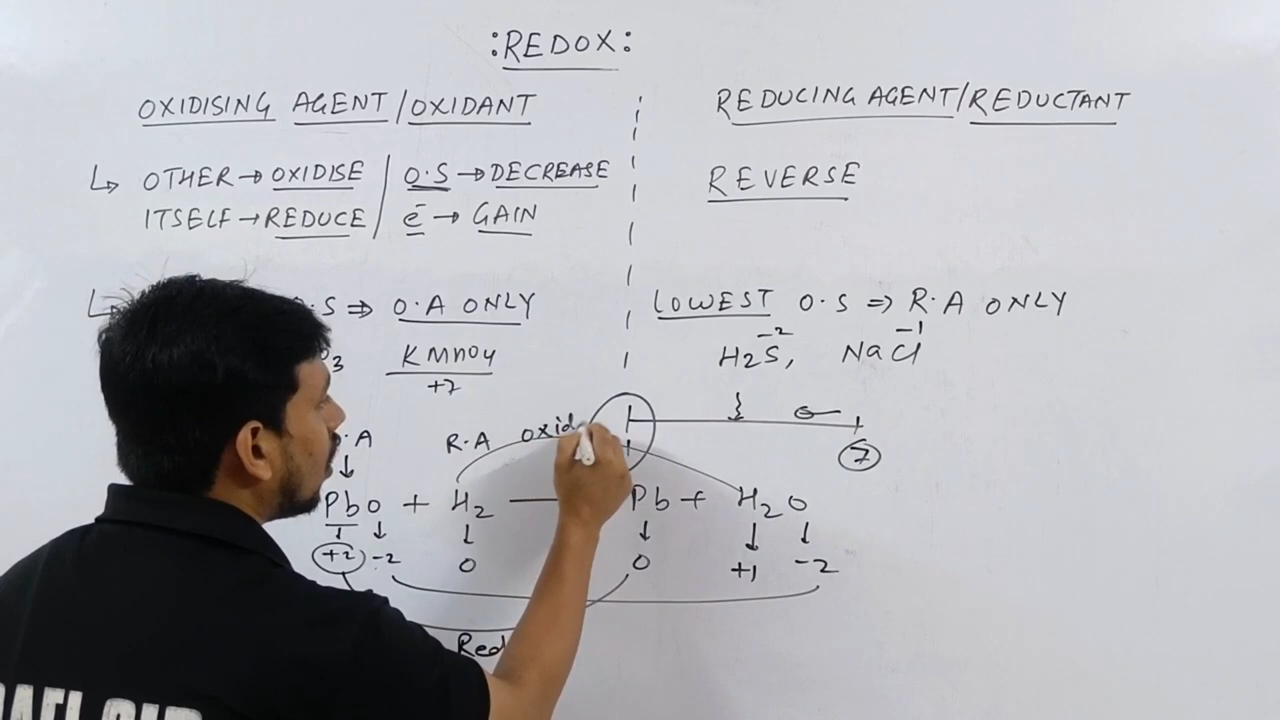 :REDOX:
OXIDISING AGENT/OXIDANT
OTHER→OXIDISE / O.S→DECREASE
ITSELF→REDUCE / e⁻→ GAIN
.S ⇒ O.A ONLY
3 KMnO4
+7
.A
R.A oxid
PbO + H2 — Pb + H2O
+2 -2 0 0 +1 -2
Red
REDUCING AGENT/REDUCTANT
REVERSE
LOWEST O.S ⇒ R.A ONLY
-2 -1
H2S, NaCl
7